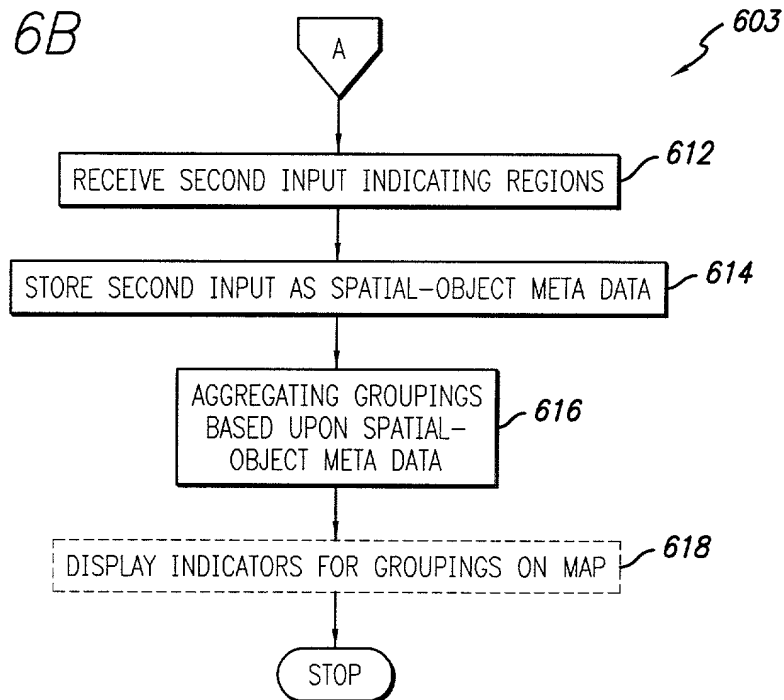 6B
A
603
RECEIVE SECOND INPUT INDICATING REGIONS
612
STORE SECOND INPUT AS SPATIAL-OBJECT META DATA
614
AGGREGATING GROUPINGS
BASED UPON SPATIAL-
OBJECT META DATA
616
DISPLAY INDICATORS FOR GROUPINGS ON MAP
618
STOP